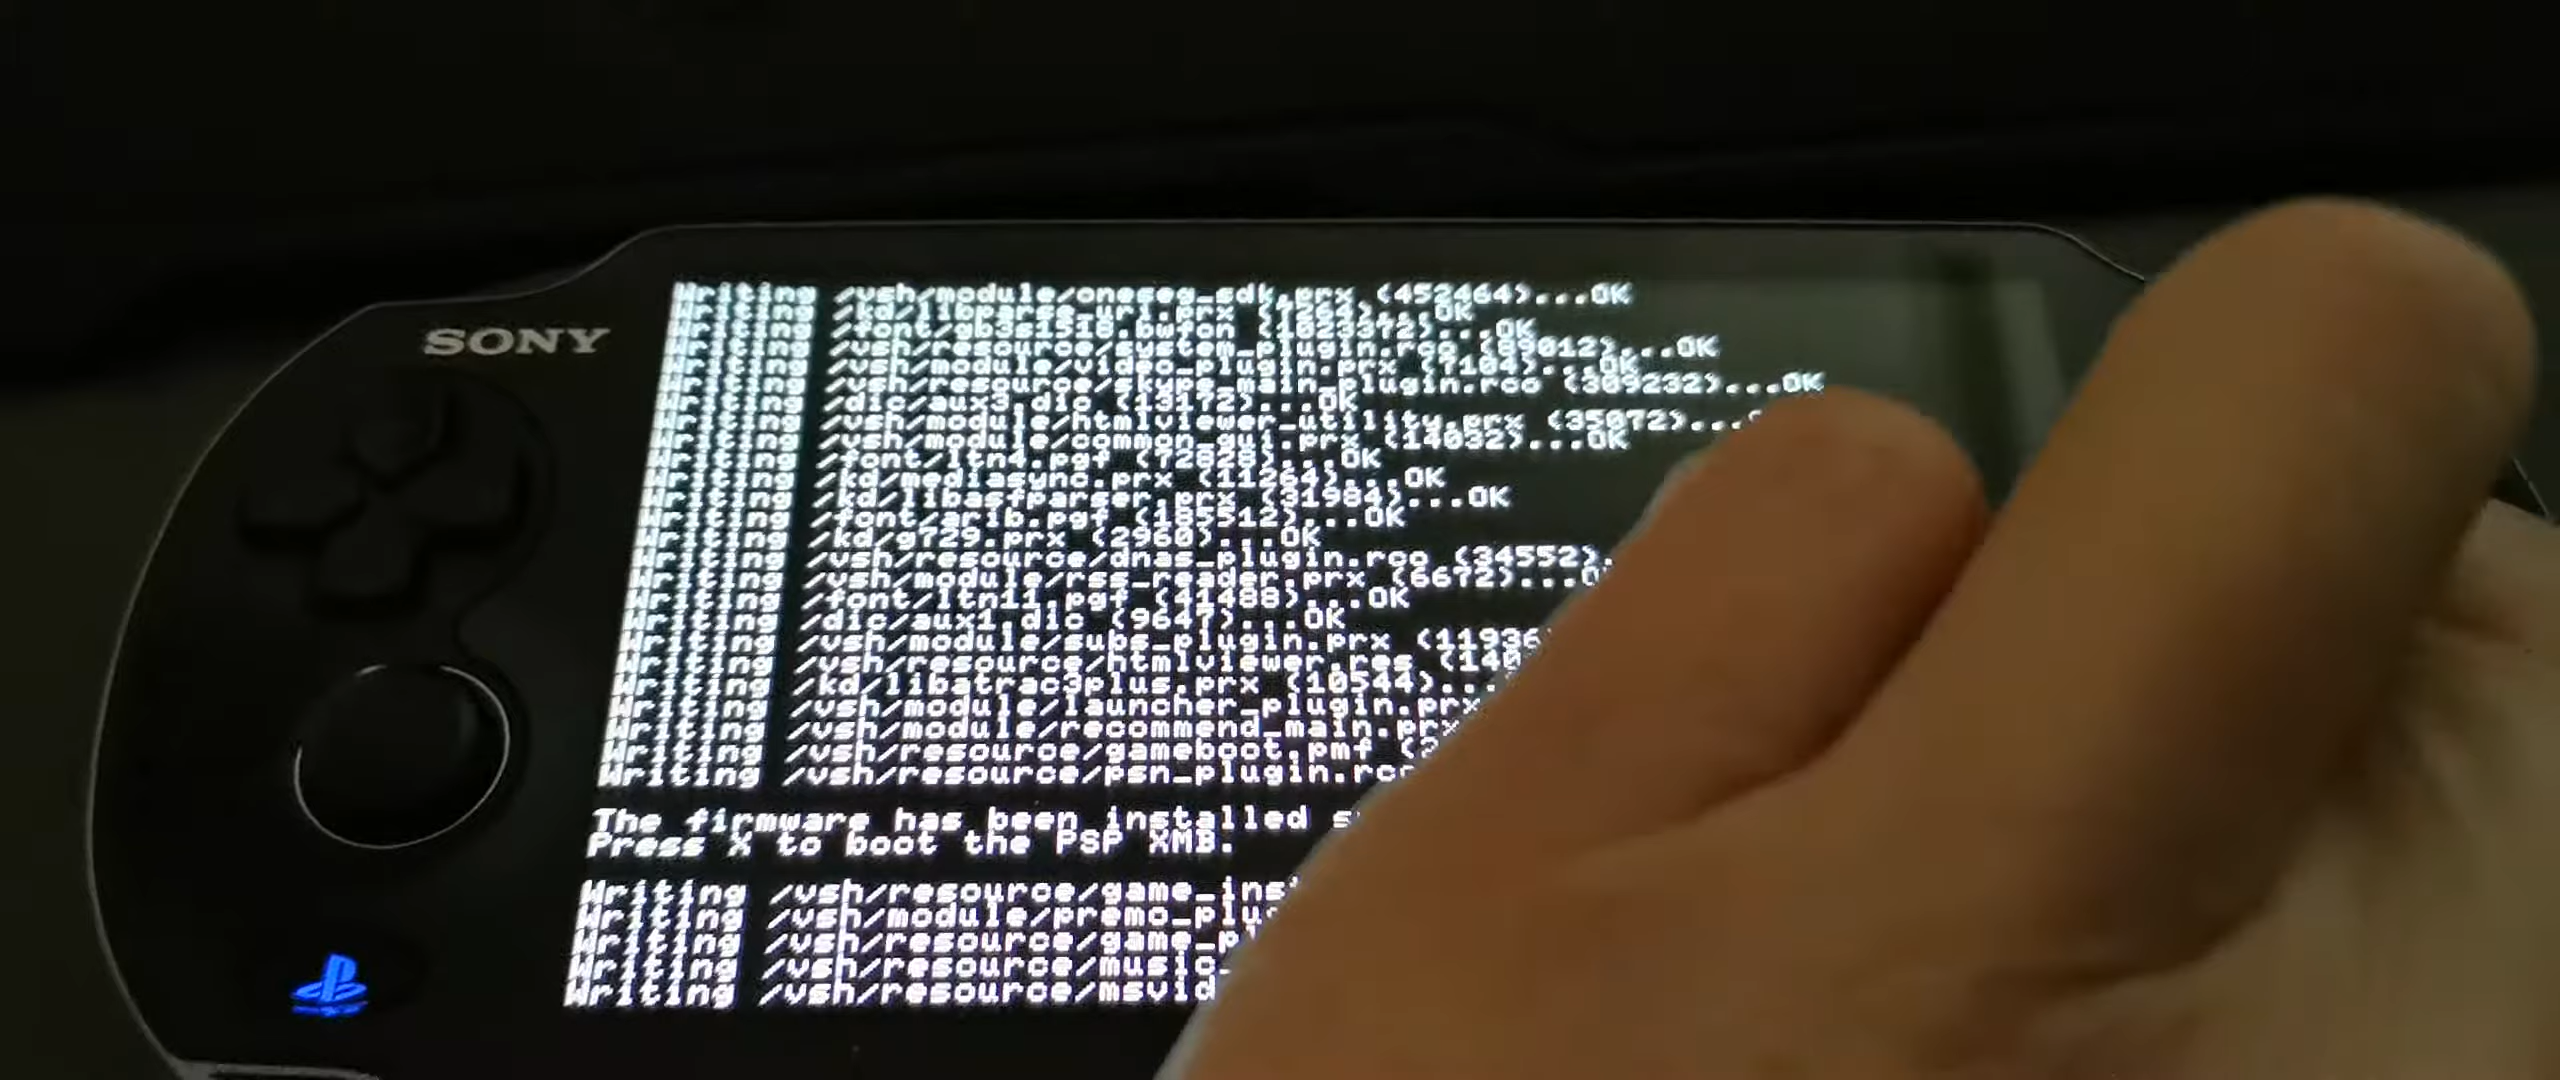 SONY
Writing /vsh/module/oneseg_sdk.prx (452464)...OK
Writing /kd/libparse_uri.prx (1264)...OK
Writing /font/gb3s1518.bwfon (1023372)...OK
Writing /vsh/resource/system_plugin.rco (89012)...OK
Writing /vsh/module/video_plugin.prx (7104)...OK
Writing /vsh/resource/skype_main_plugin.rco (309232)...OK
Writing /dic/aux3.dic (13172)...OK
Writing /vsh/module/htmlviewer_utility.prx (35072)...
Writing /vsh/module/common_gui.prx (14032)...OK
Writing /font/ltn4.pgf (72828)...OK
Writing /kd/mediasync.prx (11264)...OK
Writing /kd/libasfparser.prx (31984)...OK
Writing /font/arib.pgf (185512)...OK
Writing /kd/g729.prx (2960)...OK
Writing /vsh/resource/dnas_plugin.rco (34552).
Writing /vsh/module/rss_reader.prx (6672)...O
Writing /font/ltn11.pgf (41488)...OK
Writing /dic/aux1.dic (9647)...OK
Writing /vsh/module/subs_plugin.prx (11936
Writing /vsh/resource/htmlviewer.res (140
Writing /kd/libatrac3plus.prx (10544)...
Writing /vsh/module/launcher_plugin.prx
Writing /vsh/module/recommend_main.prx
Writing /vsh/resource/gameboot.pmf (2
Writing /vsh/resource/psn_plugin.rco
The firmware has been installed s
Press X to boot the PSP XMB.
Writing /vsh/resource/game_ins
Writing /vsh/module/premo_plu
Writing /vsh/resource/game_p
Writing /vsh/resource/music_
Writing /vsh/resource/msvid